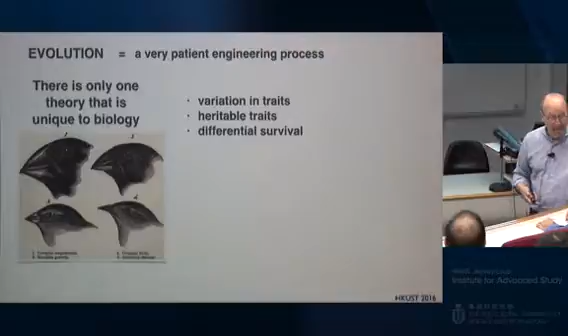 EVOLUTION = a very patient engineering process
There is only one
theory that is
unique to biology
· variation in traits
· heritable traits
· differential survival
HKUST 2016
Institute for Advanced Study